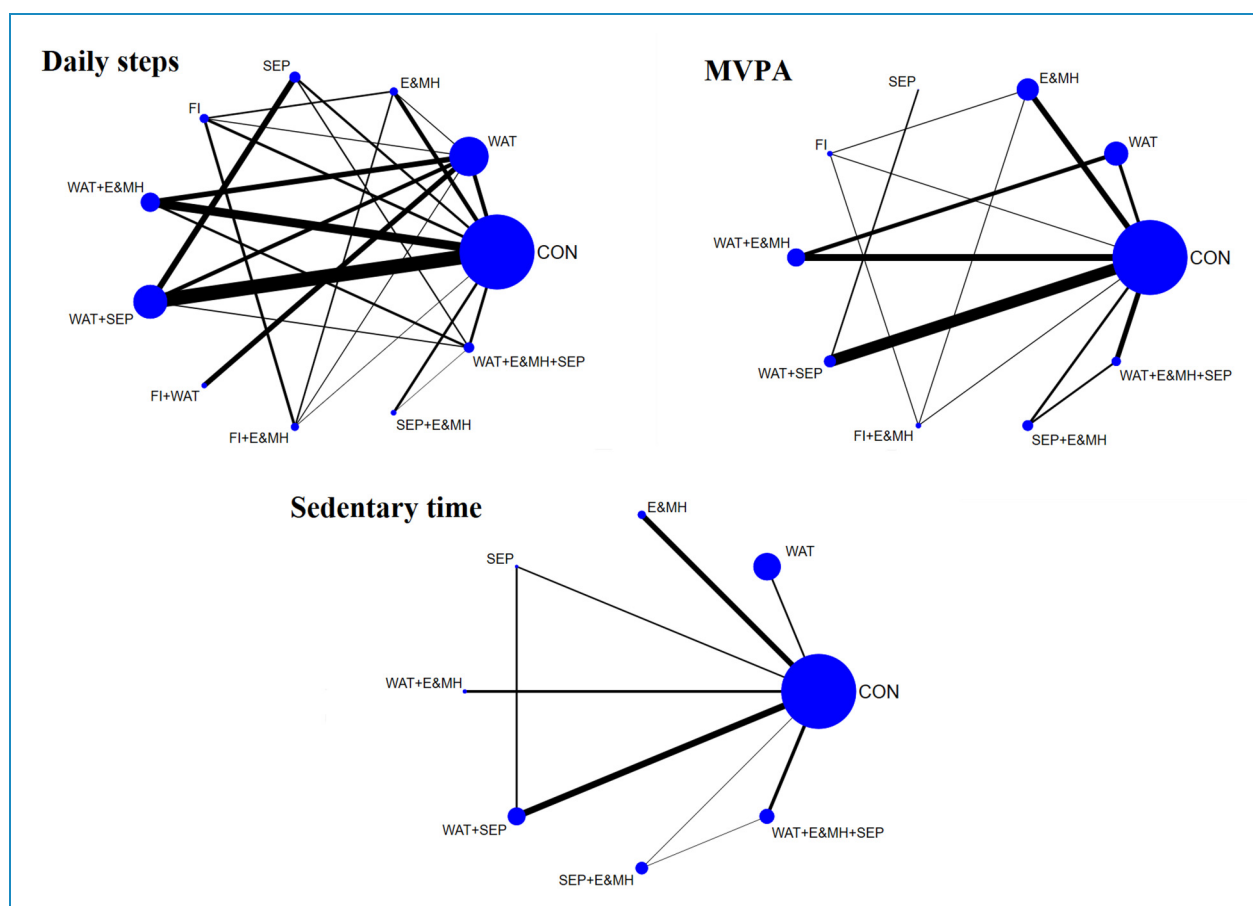 Daily steps
SEP
E&MH
FI
WAT
WAT+E&MH
CON
WAT+SEP
WAT+E&MH+SEP
FI+WAT
SEP+E&MH
FI+E&MH
MVPA
SEP
E&MH
FI
WAT
WAT+E&MH
CON
WAT+SEP
WAT+E&MH+SEP
FI+E&MH
SEP+E&MH
Sedentary time
E&MH
SEP
WAT
WAT+E&MH
CON
WAT+SEP
WAT+E&MH+SEP
SEP+E&MH